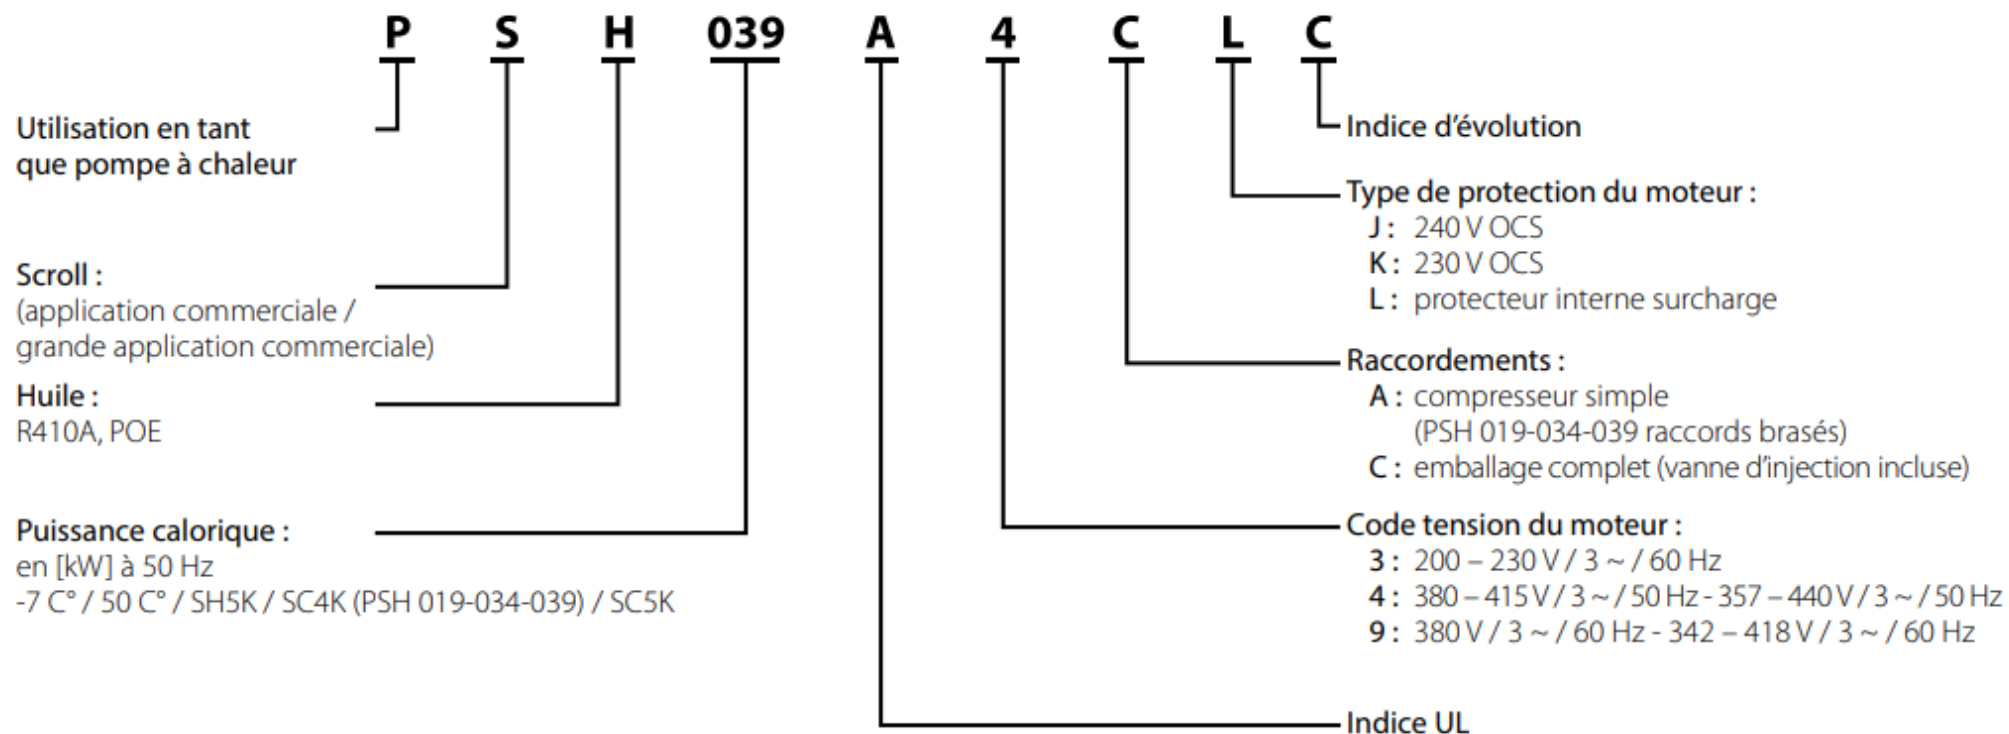 P S H 039 A 4 C L C
Utilisation en tant
que pompe à chaleur
Scroll :
(application commerciale /
grande application commerciale)
Huile :
R410A, POE
Puissance calorique :
en [kW] à 50 Hz
-7 C° / 50 C° / SH5K / SC4K (PSH 019-034-039) / SC5K
Indice d’évolution
Type de protection du moteur :
J : 240 V OCS
K : 230 V OCS
L : protecteur interne surcharge
Raccordements :
A : compresseur simple
(PSH 019-034-039 raccords brasés)
C : emballage complet (vanne d’injection incluse)
Code tension du moteur :
3 : 200 – 230 V / 3 ~ / 60 Hz
4 : 380 – 415 V / 3 ~ / 50 Hz - 357 – 440 V / 3 ~ / 50 Hz
9 : 380 V / 3 ~ / 60 Hz - 342 – 418 V / 3 ~ / 60 Hz
Indice UL